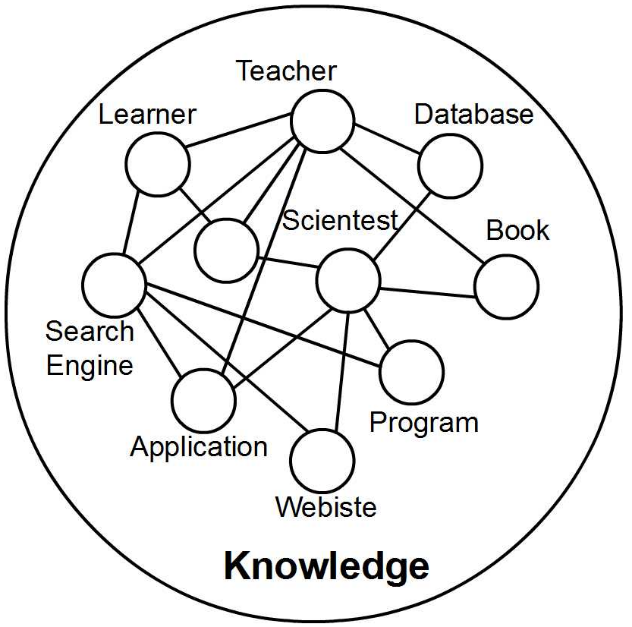 Teacher
Learner
Database
Scientest
Book
Search
Engine
Program
Application
Webiste
Knowledge